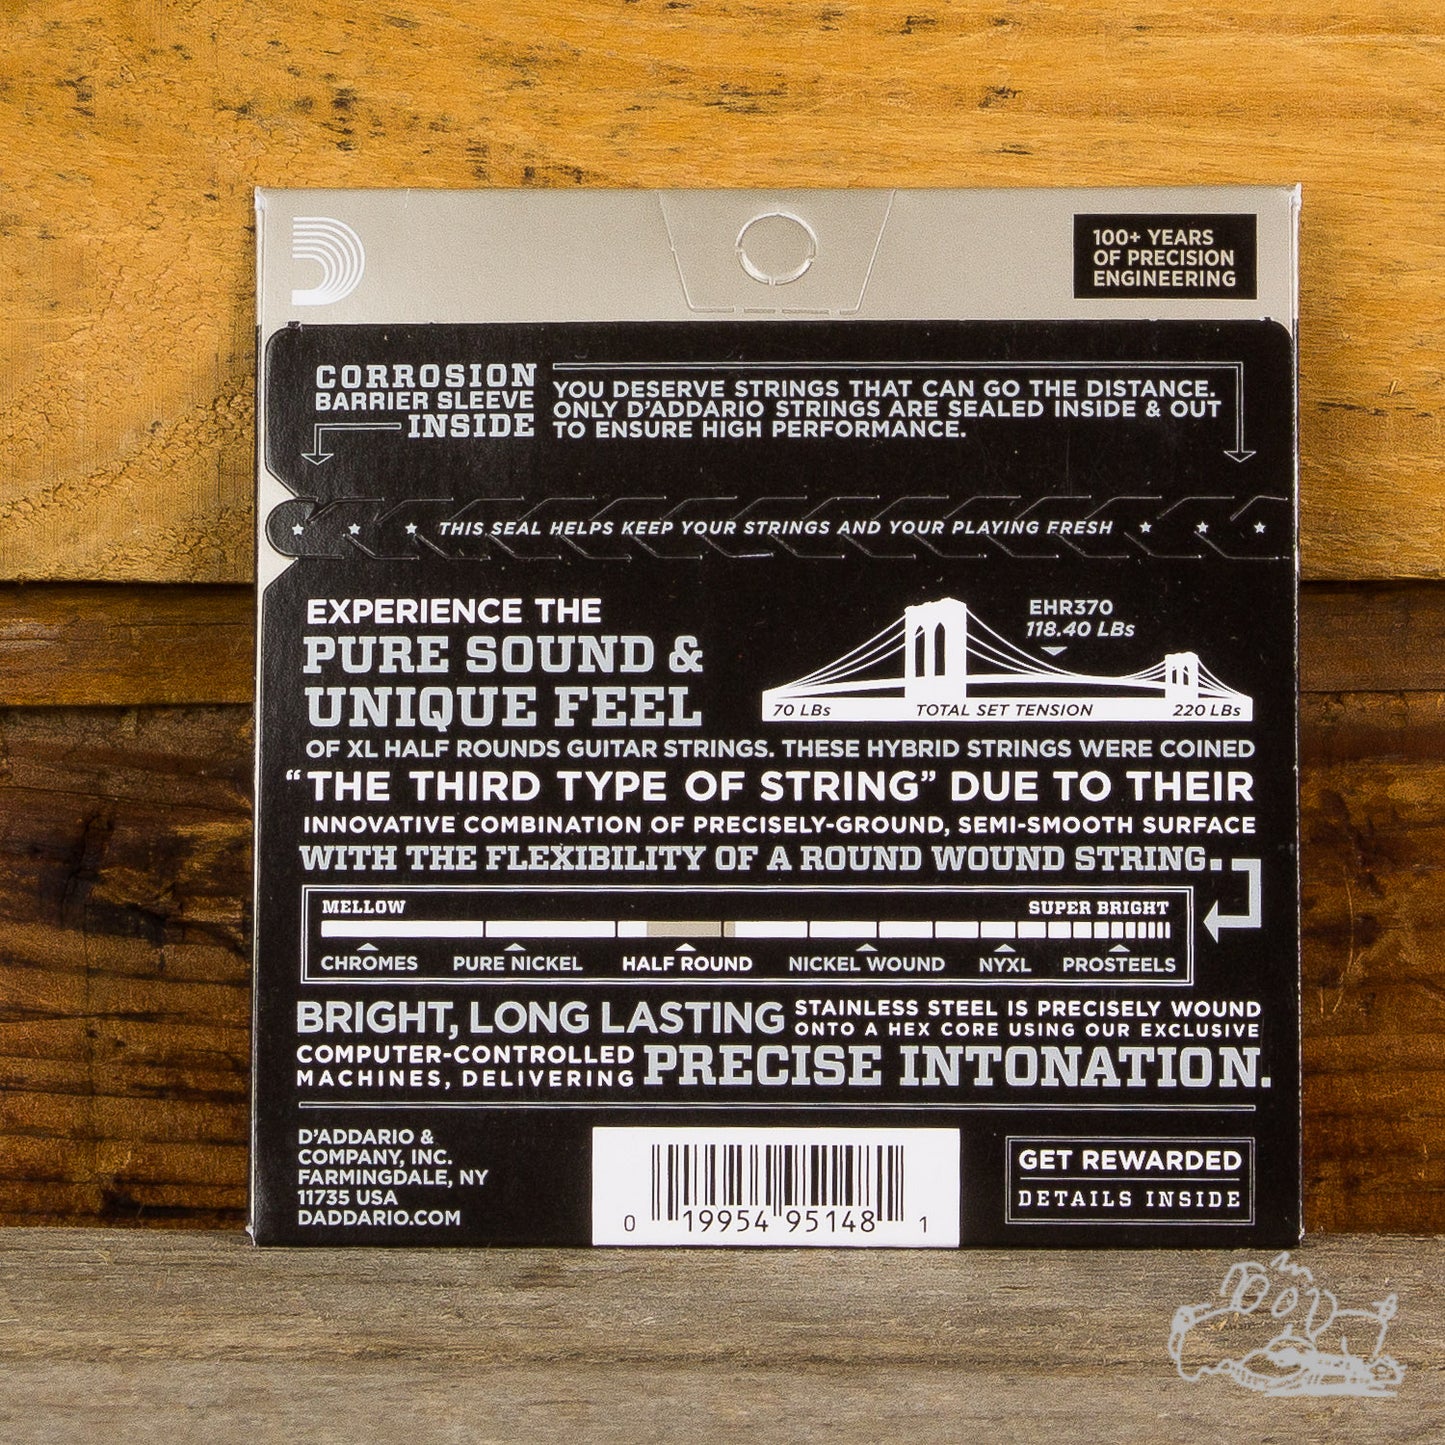 100+ YEARS
OF PRECISION
ENGINEERING
CORROSION
BARRIER SLEEVE
INSIDE
YOU DESERVE STRINGS THAT CAN GO THE DISTANCE.
ONLY D'ADDARIO STRINGS ARE SEALED INSIDE & OUT
TO ENSURE HIGH PERFORMANCE.
THIS SEAL HELPS KEEP YOUR STRINGS AND YOUR PLAYING FRESH
EXPERIENCE THE
PURE SOUND &
UNIQUE FEEL
EHR370
118.40 LBs
70 LBs TOTAL SET TENSION 220 LBs
OF XL HALF ROUNDS GUITAR STRINGS. THESE HYBRID STRINGS WERE COINED
“THE THIRD TYPE OF STRING” DUE TO THEIR
INNOVATIVE COMBINATION OF PRECISELY-GROUND, SEMI-SMOOTH SURFACE
WITH THE FLEXIBILITY OF A ROUND WOUND STRING.
MELLOW SUPER BRIGHT
CHROMES PURE NICKEL HALF ROUND NICKEL WOUND NYXL PROSTEELS
BRIGHT, LONG LASTING
STAINLESS STEEL IS PRECISELY WOUND
ONTO A HEX CORE USING OUR EXCLUSIVE
COMPUTER-CONTROLLED
MACHINES, DELIVERING
PRECISE INTONATION.
D'ADDARIO &
COMPANY, INC.
FARMINGDALE, NY
11735 USA
DADDARIO.COM
0 19954 95148 1
GET REWARDED
DETAILS INSIDE